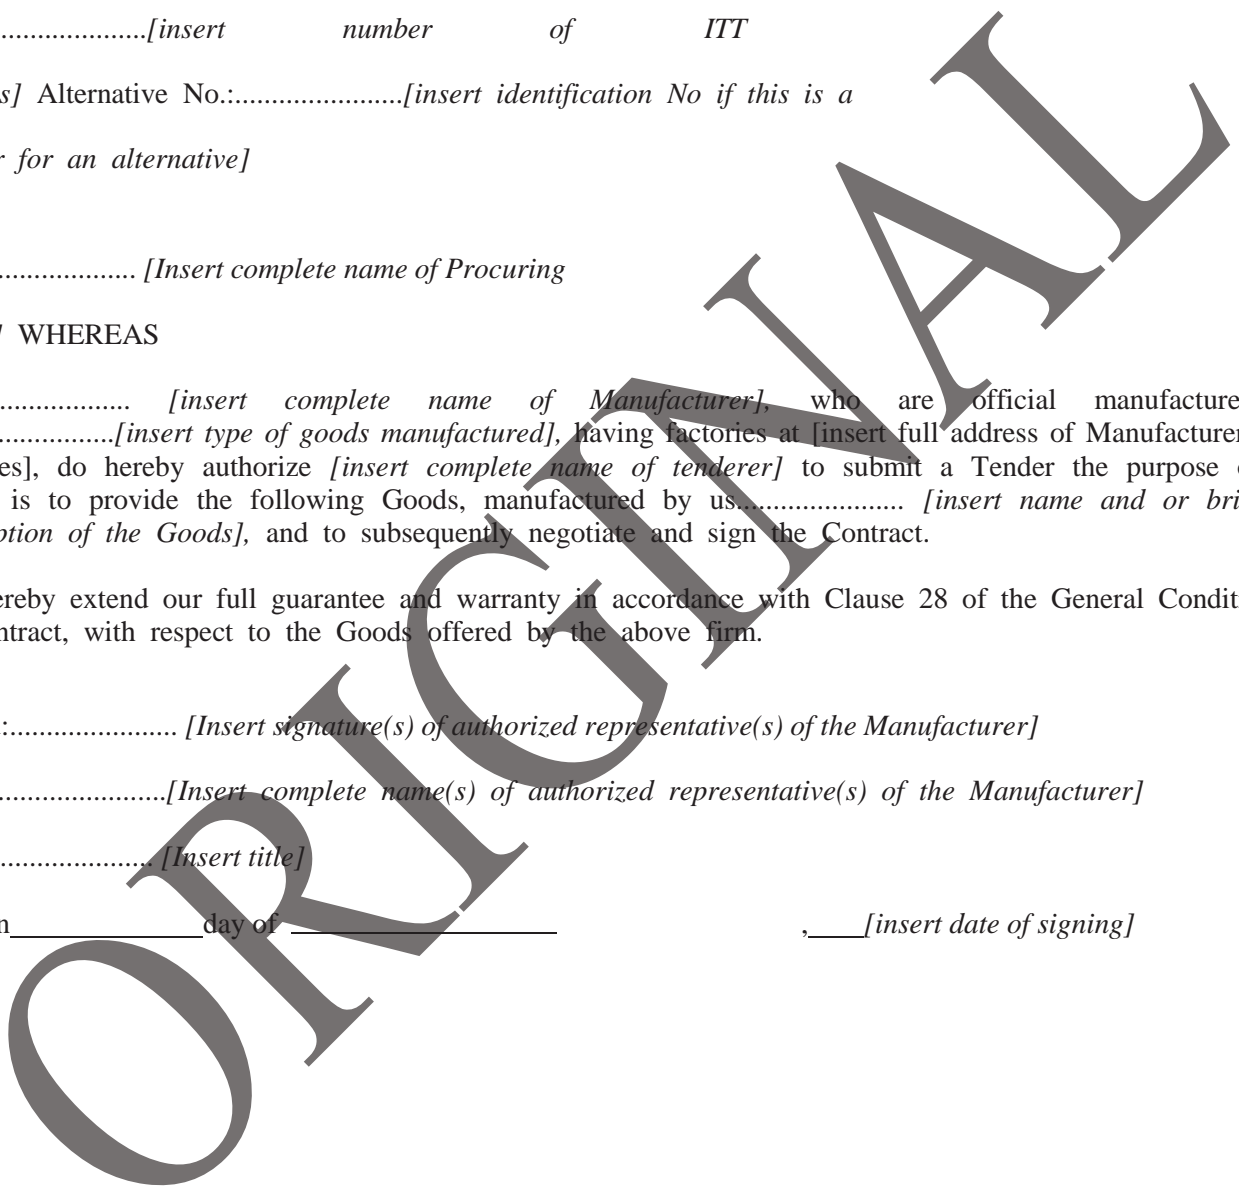 ....................[insert number of ITT
s] Alternative No.:.......................[insert identification No if this is a
r for an alternative]
................... [Insert complete name of Procuring
] WHEREAS
.................. [insert complete name of Manufacturer], who are official manufacture
................[insert type of goods manufactured], having factories at [insert full address of Manufacturer
es], do hereby authorize [insert complete name of tenderer] to submit a Tender the purpose
is to provide the following Goods, manufactured by us....................... [insert name and or bri
ption of the Goods], and to subsequently negotiate and sign the Contract.
ereby extend our full guarantee and warranty in accordance with Clause 28 of the General Condit
ntract, with respect to the Goods offered by the above firm.
:....................... [Insert signature(s) of authorized representative(s) of the Manufacturer]
.......................[Insert complete name(s) of authorized representative(s) of the Manufacturer]
..................... [Insert title]
n____________day of ________________ ,____[insert date of signing]
ORIGINAL